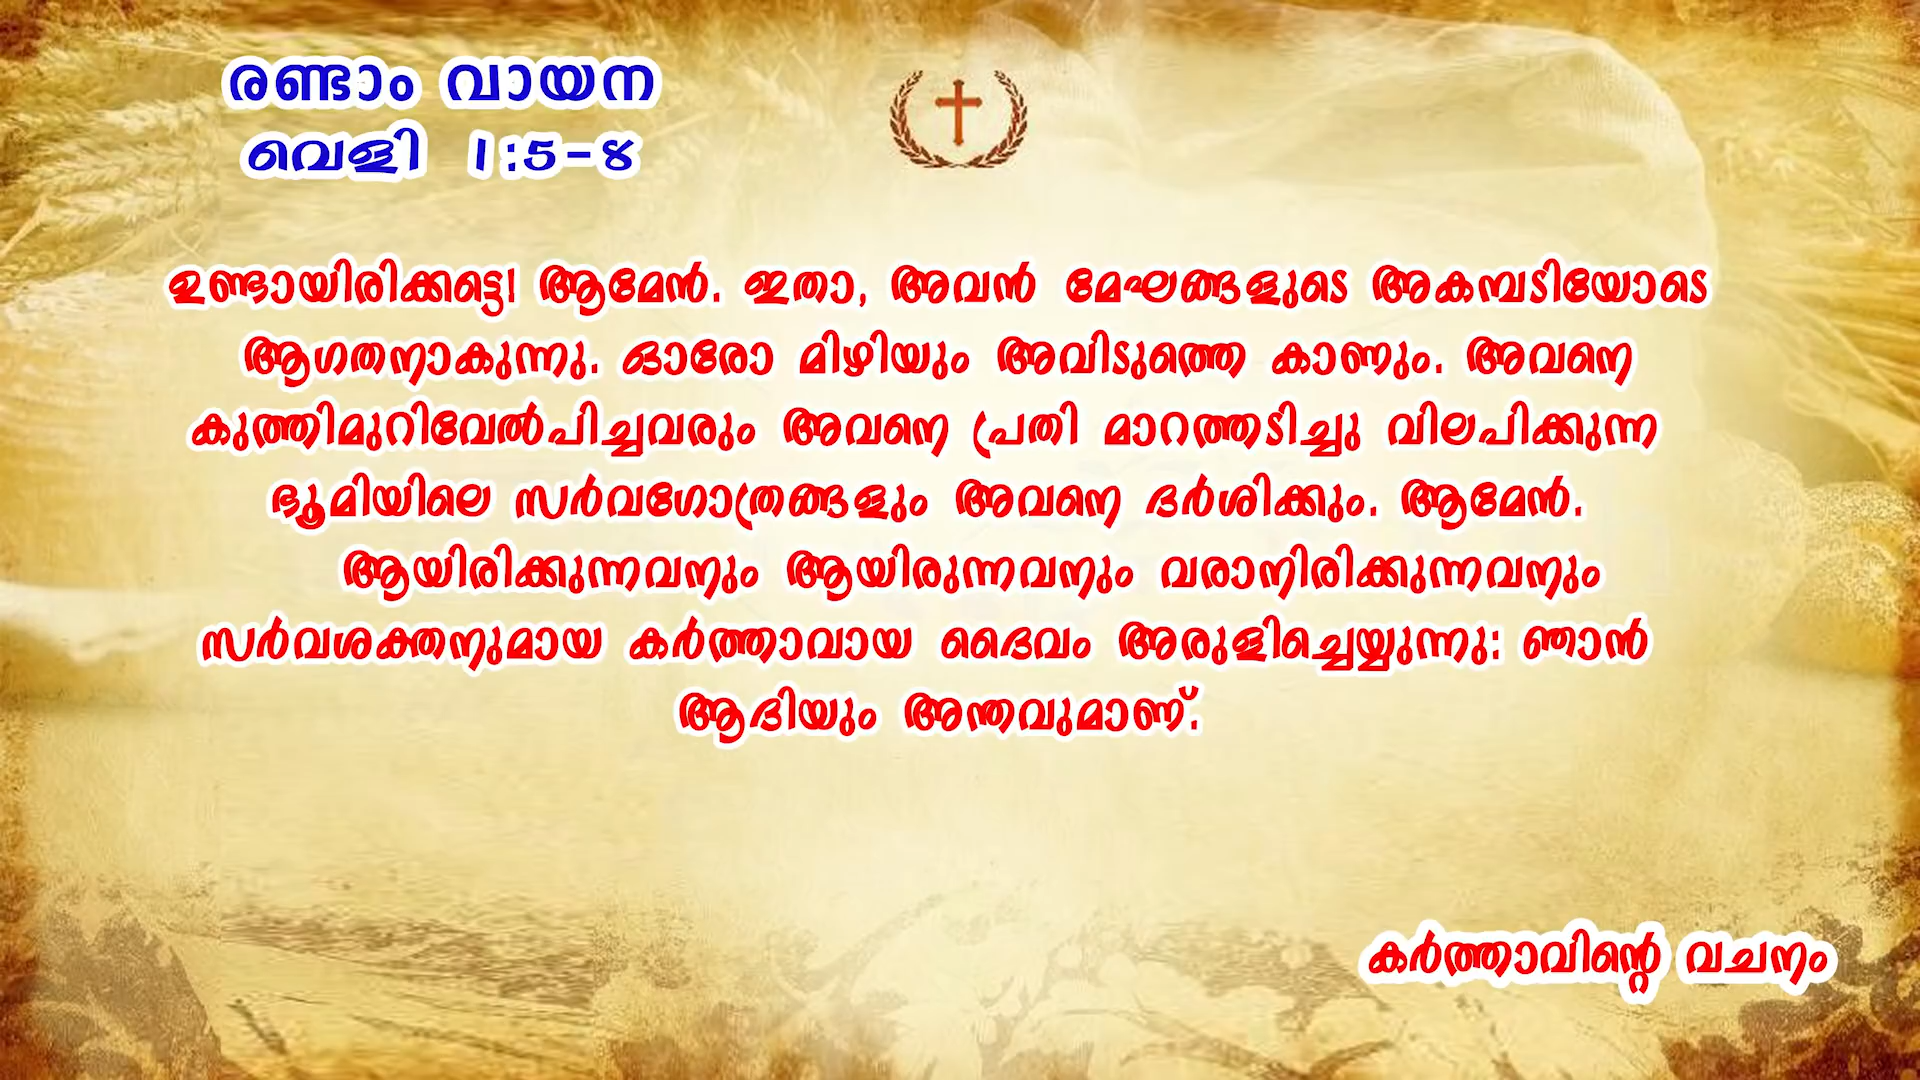 രണ്ടാം വായന
വെളി 1:5-8
ഉണ്ടായിരിക്കട്ടെ! ആമേൻ. ഇതാ, അവൻ മേഘങ്ങളുടെ അകമ്പടിയോടെ
ആഗതനാകുന്നു. ഓരോ മിഴിയും അവിടുത്തെ കാണും. അവനെ
കുത്തിമുറിവേൽപിച്ചവരും അവനെ പ്രതി മാറത്തടിച്ചു വിലപിക്കുന്ന
ഭൂമിയിലെ സർവഗോത്രങ്ങളും അവനെ ദർശിക്കും. ആമേൻ.
ആയിരിക്കുന്നവനും ആയിരുന്നവനും വരാനിരിക്കുന്നവനും
സർവശക്തനുമായ കർത്താവായ ദൈവം അരുളിച്ചെയ്യുന്നു: ഞാൻ
ആദിയും അന്തവുമാണ്.
കർത്താവിന്റെ വചനം